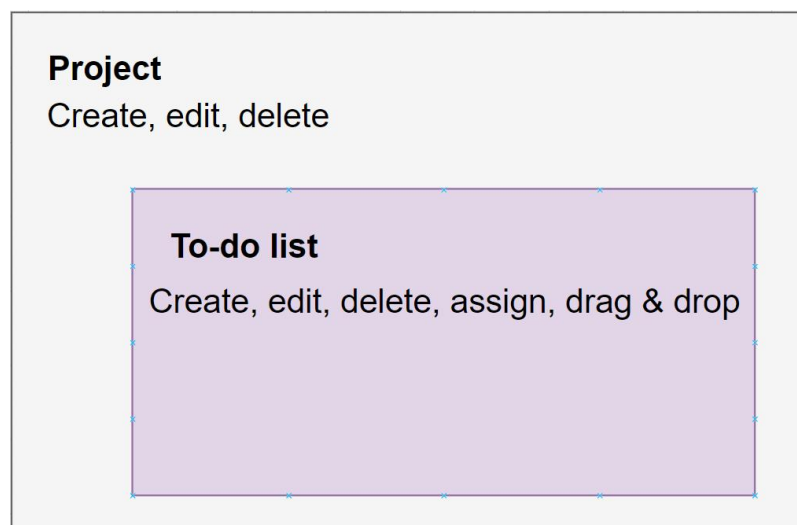 Project
Create, edit, delete
To-do list
Create, edit, delete, assign, drag & drop